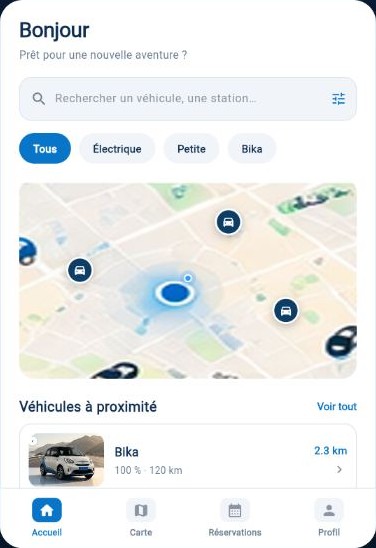 Bonjour
Prêt pour une nouvelle aventure ?
Rechercher un véhicule, une station...
Tous Électrique Petite Bika
Véhicules à proximité Voir tout
Bika 2.3 km
100 % · 120 km
Accueil Carte Réservations Profil